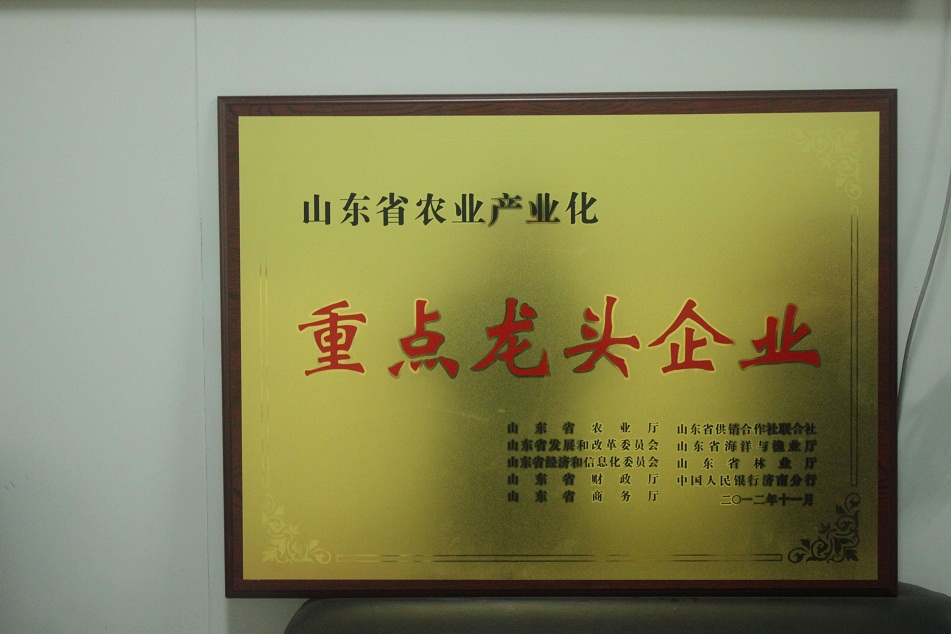 山东省农业产业化
重点龙头企业
山东省农业厅 山东省供销合作社联合社
山东省发展和改革委员会 山东省海洋与渔业厅
山东省经济和信息化委员会 山东省林业厅
山东省财政厅 中国人民银行济南分行
山东省商务厅 二〇一二年十一月